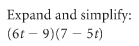 Expand and simplify:
(6t − 9)(7 − 5t)